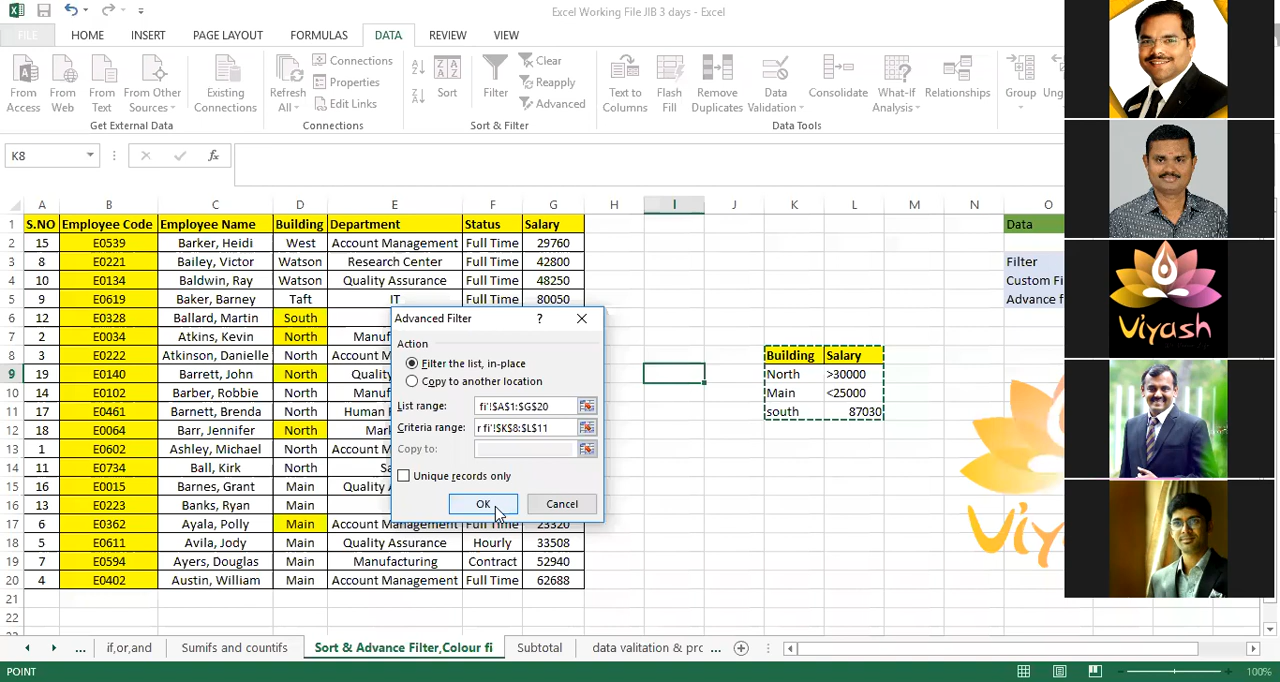 Excel Working File JIB 3 days - Excel
FILE HOME INSERT PAGE LAYOUT FORMULAS DATA REVIEW VIEW
From Access
From Web
From Text
From Other Sources
Existing Connections
Refresh All
Connections
Properties
Edit Links
Sort
Filter
Clear
Reapply
Advanced
Text to Columns
Flash Fill
Remove Duplicates
Data Validation
Consolidate
What-If Analysis
Relationships
Group
Ung
Get External Data
Connections
Sort & Filter
Data Tools
K8
fx
A B C D E F G H I J K L M N O
1 S.NO Employee Code Employee Name Building Department Status Salary Data
2 15 E0539 Barker, Heidi West Account Management Full Time 29760
3 8 E0221 Bailey, Victor Watson Research Center Full Time 42800 Filter
4 10 E0134 Baldwin, Ray Watson Quality Assurance Full Time 48250 Custom Fi
5 9 E0619 Baker, Barney Taft IT Full Time 80050 Advance f
6 12 E0328 Ballard, Martin South
7 2 E0034 Atkins, Kevin North Manuf
8 3 E0222 Atkinson, Danielle North Account M Building Salary
9 19 E0140 Barrett, John North Quality North >30000
10 14 E0102 Barber, Robbie North Manuf Main <25000
11 17 E0461 Barnett, Brenda North Human south 87030
12 18 E0064 Barr, Jennifer North Mark
13 1 E0602 Ashley, Michael North Account M
14 11 E0734 Ball, Kirk North Sa
15 16 E0015 Barnes, Grant Main Quality A
16 13 E0223 Banks, Ryan Main
17 6 E0362 Ayala, Polly Main Account Management Full Time 23320
18 5 E0611 Avila, Jody Main Quality Assurance Hourly 33508
19 7 E0594 Ayers, Douglas Main Manufacturing Contract 52940
20 4 E0402 Austin, William Main Account Management Full Time 62688
21
22
Advanced Filter ?
Action
Filter the list, in-place
Copy to another location
List range: fi'!$A$1:$G$20
Criteria range: r fi'!$K$8:$L$11
Copy to:
Unique records only
OK Cancel
Viyash
Viy
... if,or,and Sumifs and countifs Sort & Advance Filter,Colour fi Subtotal data valitation & prc ...
POINT 100%